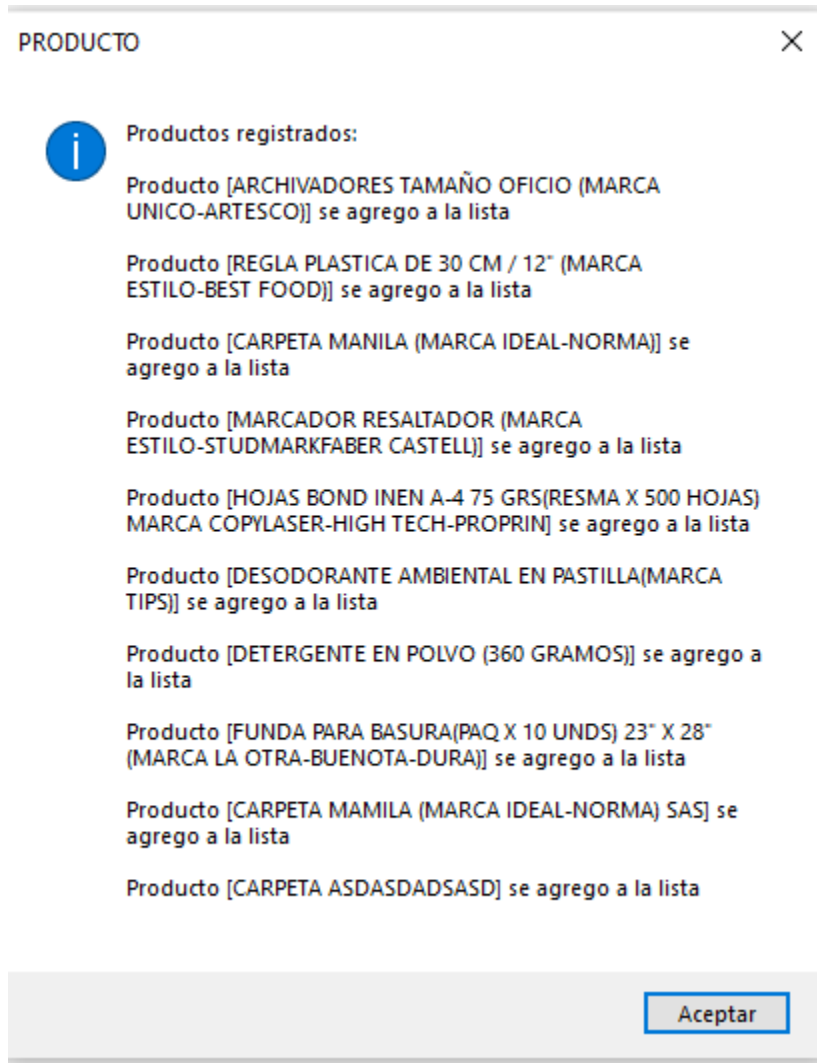 PRODUCTO
Productos registrados:
Producto [ARCHIVADORES TAMAÑO OFICIO (MARCA
UNICO-ARTESCO)] se agrego a la lista
Producto [REGLA PLASTICA DE 30 CM / 12" (MARCA
ESTILO-BEST FOOD)] se agrego a la lista
Producto [CARPETA MANILA (MARCA IDEAL-NORMA)] se
agrego a la lista
Producto [MARCADOR RESALTADOR (MARCA
ESTILO-STUDMARKFABER CASTELL)] se agrego a la lista
Producto [HOJAS BOND INEN A-4 75 GRS(RESMA X 500 HOJAS)
MARCA COPYLASER-HIGH TECH-PROPRIN] se agrego a la lista
Producto [DESODORANTE AMBIENTAL EN PASTILLA(MARCA
TIPS)] se agrego a la lista
Producto [DETERGENTE EN POLVO (360 GRAMOS)] se agrego a
la lista
Producto [FUNDA PARA BASURA(PAQ X 10 UNDS) 23" X 28"
(MARCA LA OTRA-BUENOTA-DURA)] se agrego a la lista
Producto [CARPETA MAMILA (MARCA IDEAL-NORMA) SAS] se
agrego a la lista
Producto [CARPETA ASDASDADSASD] se agrego a la lista
Aceptar